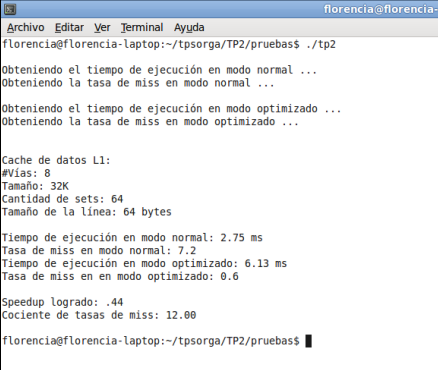 florencia@florencia-
Archivo Editar Ver Terminal Ayuda
florencia@florencia-laptop:~/tpsorga/TP2/pruebas$ ./tp2
Obteniendo el tiempo de ejecución en modo normal ...
Obteniendo la tasa de miss en modo normal ...
Obteniendo el tiempo de ejecución en modo optimizado ...
Obteniendo la tasa de miss en modo optimizado ...
Cache de datos L1:
#Vías: 8
Tamaño: 32K
Cantidad de sets: 64
Tamaño de la línea: 64 bytes
Tiempo de ejecución en modo normal: 2.75 ms
Tasa de miss en modo normal: 7.2
Tiempo de ejecución en modo optimizado: 6.13 ms
Tasa de miss en en modo optimizado: 0.6
Speedup logrado: .44
Cociente de tasas de miss: 12.00
florencia@florencia-laptop:~/tpsorga/TP2/pruebas$